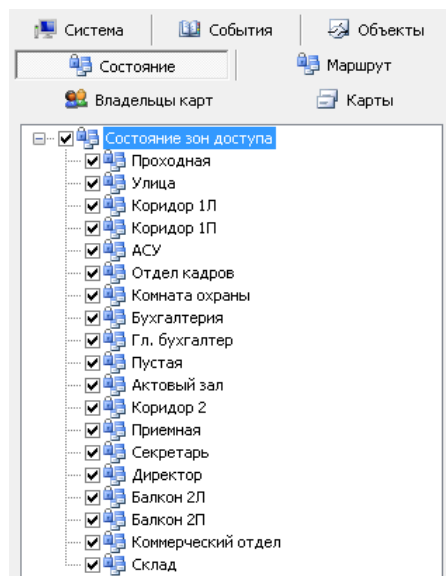 Система События Объекты
Состояние Маршрут
Владельцы карт Карты
Состояние зон доступа
Проходная
Улица
Коридор 1Л
Коридор 1П
АСУ
Отдел кадров
Комната охраны
Бухгалтерия
Гл. бухгалтер
Пустая
Актовый зал
Коридор 2
Приемная
Секретарь
Директор
Балкон 2Л
Балкон 2П
Коммерческий отдел
Склад